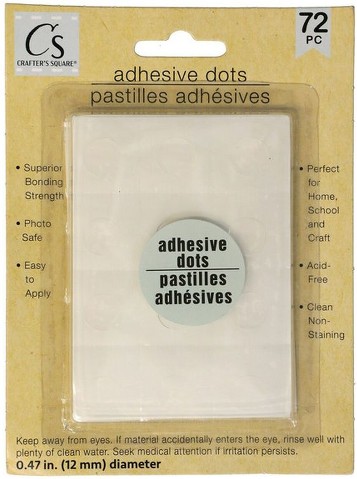 CS
CRAFTER'S SQUARE®
72
PC
adhesive dots
pastilles adhésives
• Superior
Bonding
Strength
• Photo
Safe
• Easy
to
Apply
adhesive
dots
pastilles
adhésives
• Perfect
for
Home,
School
and
Craft
• Acid-
Free
• Clean
Non-
Staining
Keep away from eyes. If material accidentally enters the eye, rinse well with
plenty of clean water. Seek medical attention if irritation persists.
0.47 in. (12 mm) diameter